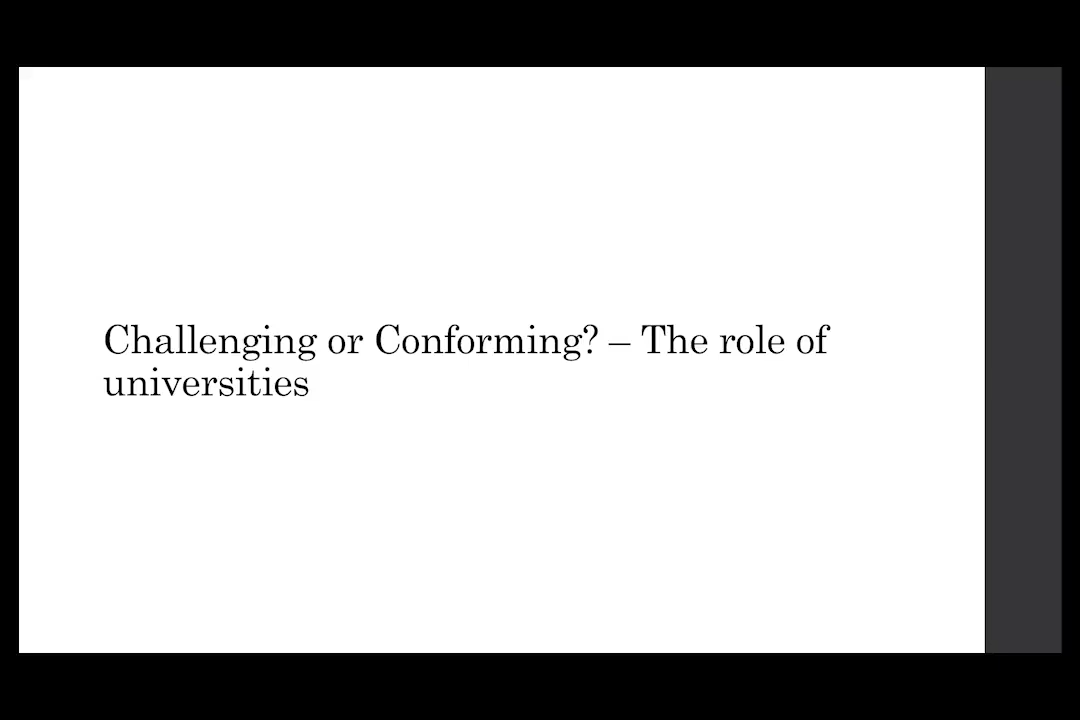 Challenging or Conforming? – The role of
universities